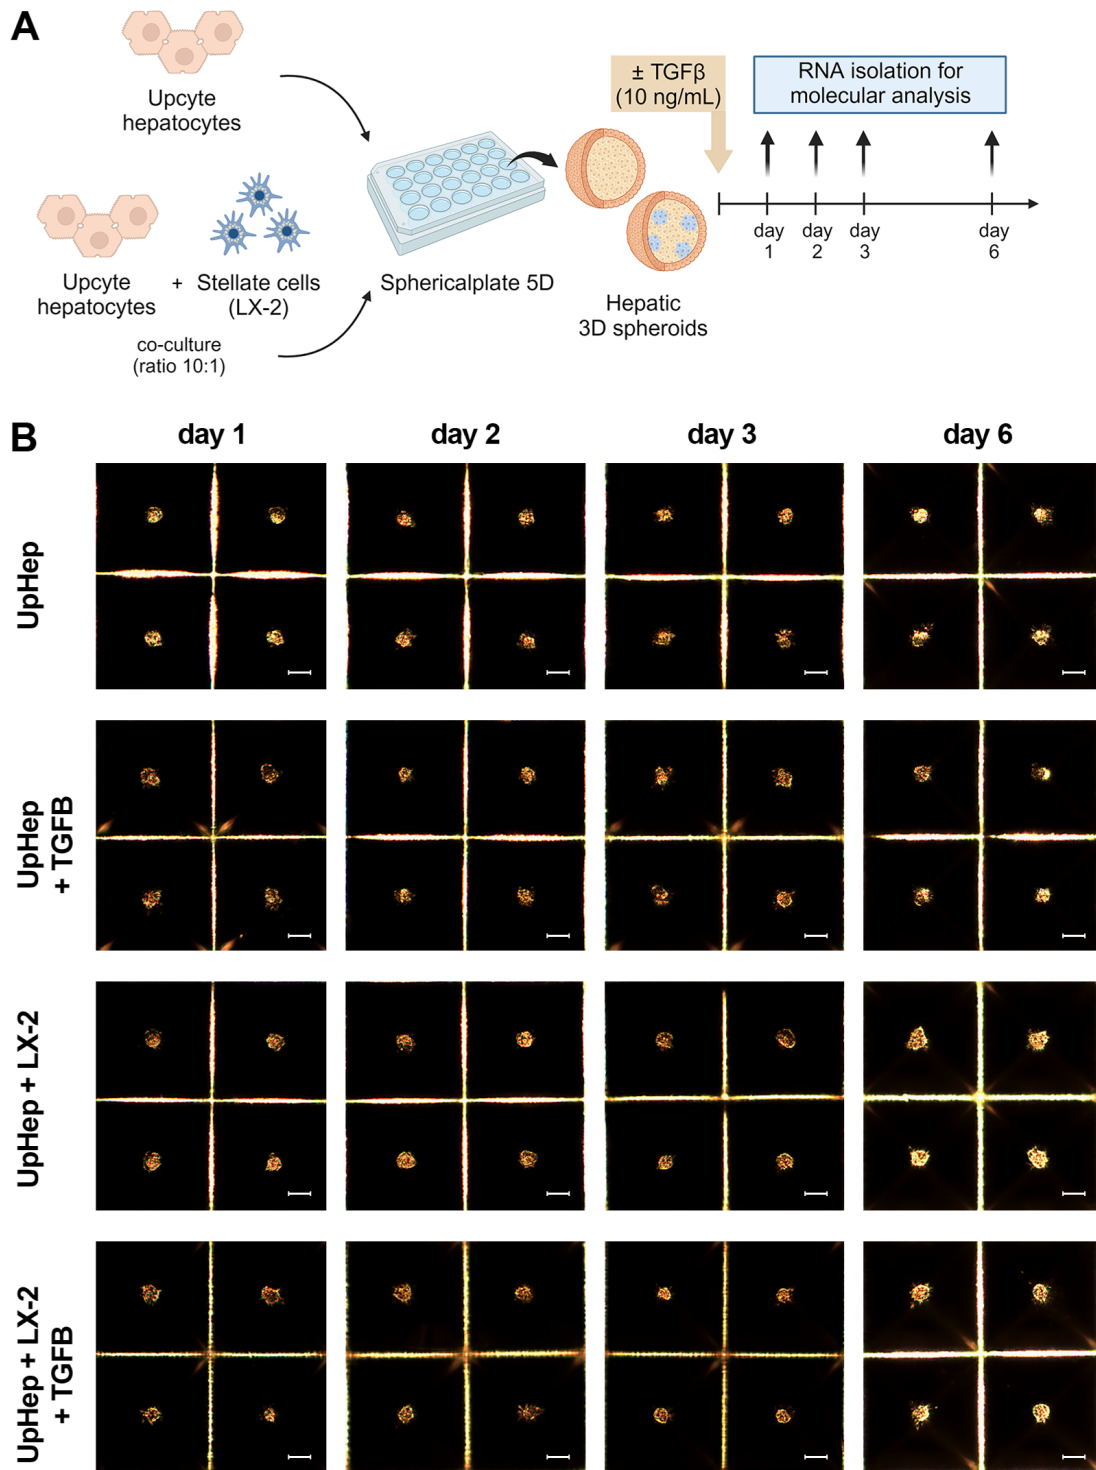 A
Upcyte
hepatocytes
Upcyte
hepatocytes
+
Stellate cells
(LX-2)
co-culture
(ratio 10:1)
Sphericalplate 5D
Hepatic
3D spheroids
± TGFβ
(10 ng/mL)
RNA isolation for
molecular analysis
day
1
day
2
day
3
day
6
B
day 1
day 2
day 3
day 6
UpHep
UpHep
+ TGFB
UpHep + LX-2
UpHep + LX-2
+ TGFB